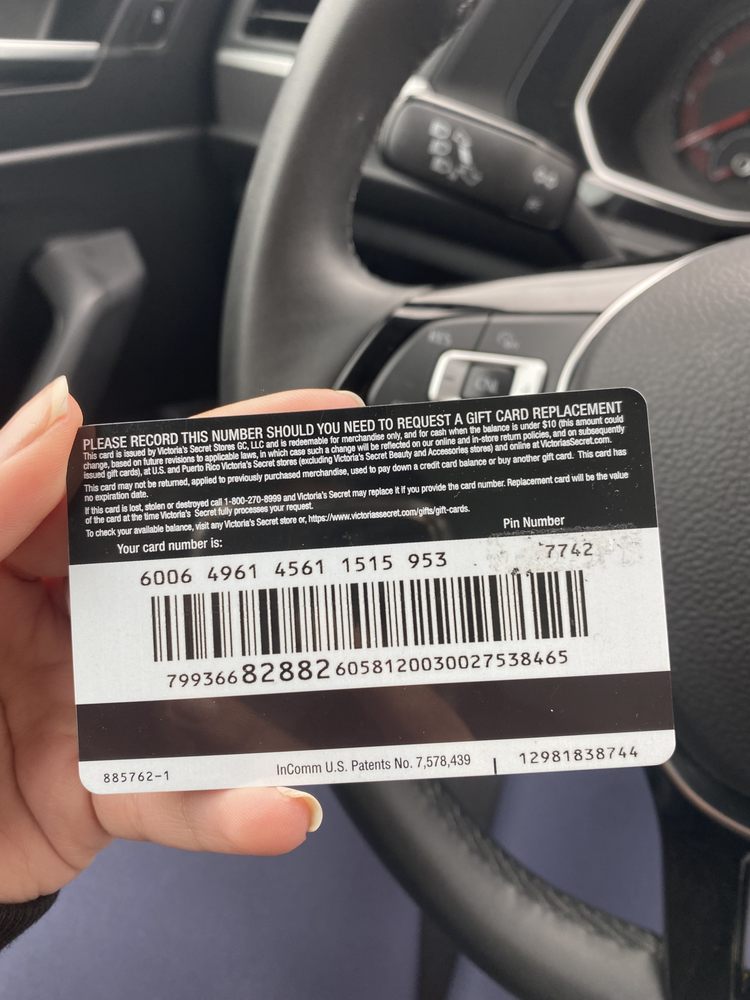 PLEASE RECORD THIS NUMBER SHOULD YOU NEED TO REQUEST A GIFT CARD REPLACEMENT
This card is issued by Victoria's Secret Stores GC, LLC and is redeemable for merchandise only, and for cash when the balance is under $10 (this amount could
change, based on future revisions to applicable laws, in which case such a change will be reflected on our online and in-store return policies, and on subsequently
issued gift cards), at U.S. and Puerto Rico Victoria's Secret stores (excluding Victoria's Secret Beauty and Accessories stores) and online at VictoriasSecret.com.
This card may not be returned, applied to previously purchased merchandise, used to pay down a credit card balance or buy another gift card. This card has
no expiration date.
If this card is lost, stolen or destroyed call 1-800-270-8999 and Victoria's Secret may replace it if you provide the card number. Replacement card will be the value
of the card at the time Victoria's Secret fully processes your request.
To check your available balance, visit any Victoria's Secret store or, https://www.victoriassecret.com/gifts/gift-cards.
Your card number is:
Pin Number
6006 4961 4561 1515 953
7742
799366828826058120030027538465
885762-1
InComm U.S. Patents No. 7,578,439
12981838744